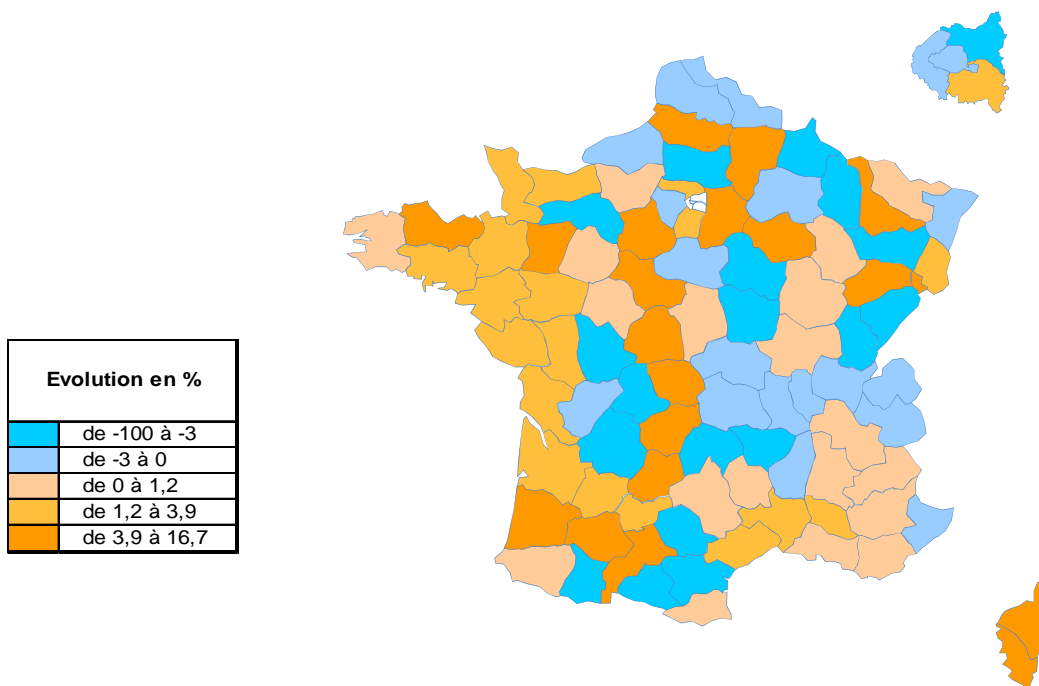 Evolution en %
de -100 à -3
de -3 à 0
de 0 à 1,2
de 1,2 à 3,9
de 3,9 à 16,7